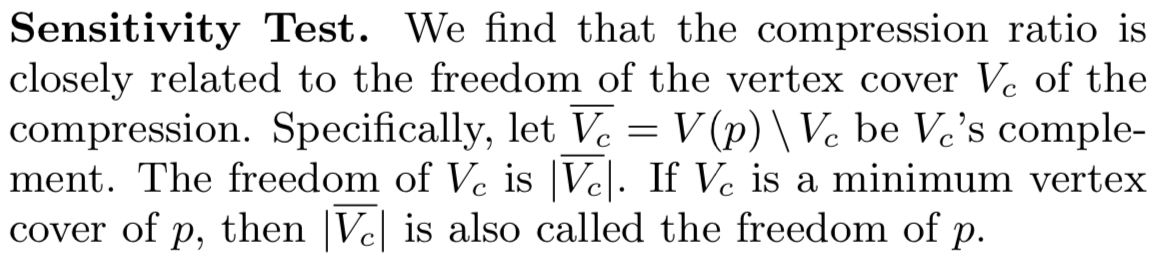 Sensitivity Test. We find that the compression ratio is
closely related to the freedom of the vertex cover $V_c$ of the
compression. Specifically, let $\overline{V_c} = V(p) \setminus V_c$ be $V_c$'s comple-
ment. The freedom of $V_c$ is $|\overline{V_c}|$. If $V_c$ is a minimum vertex
cover of $p$, then $|\overline{V_c}|$ is also called the freedom of $p$.